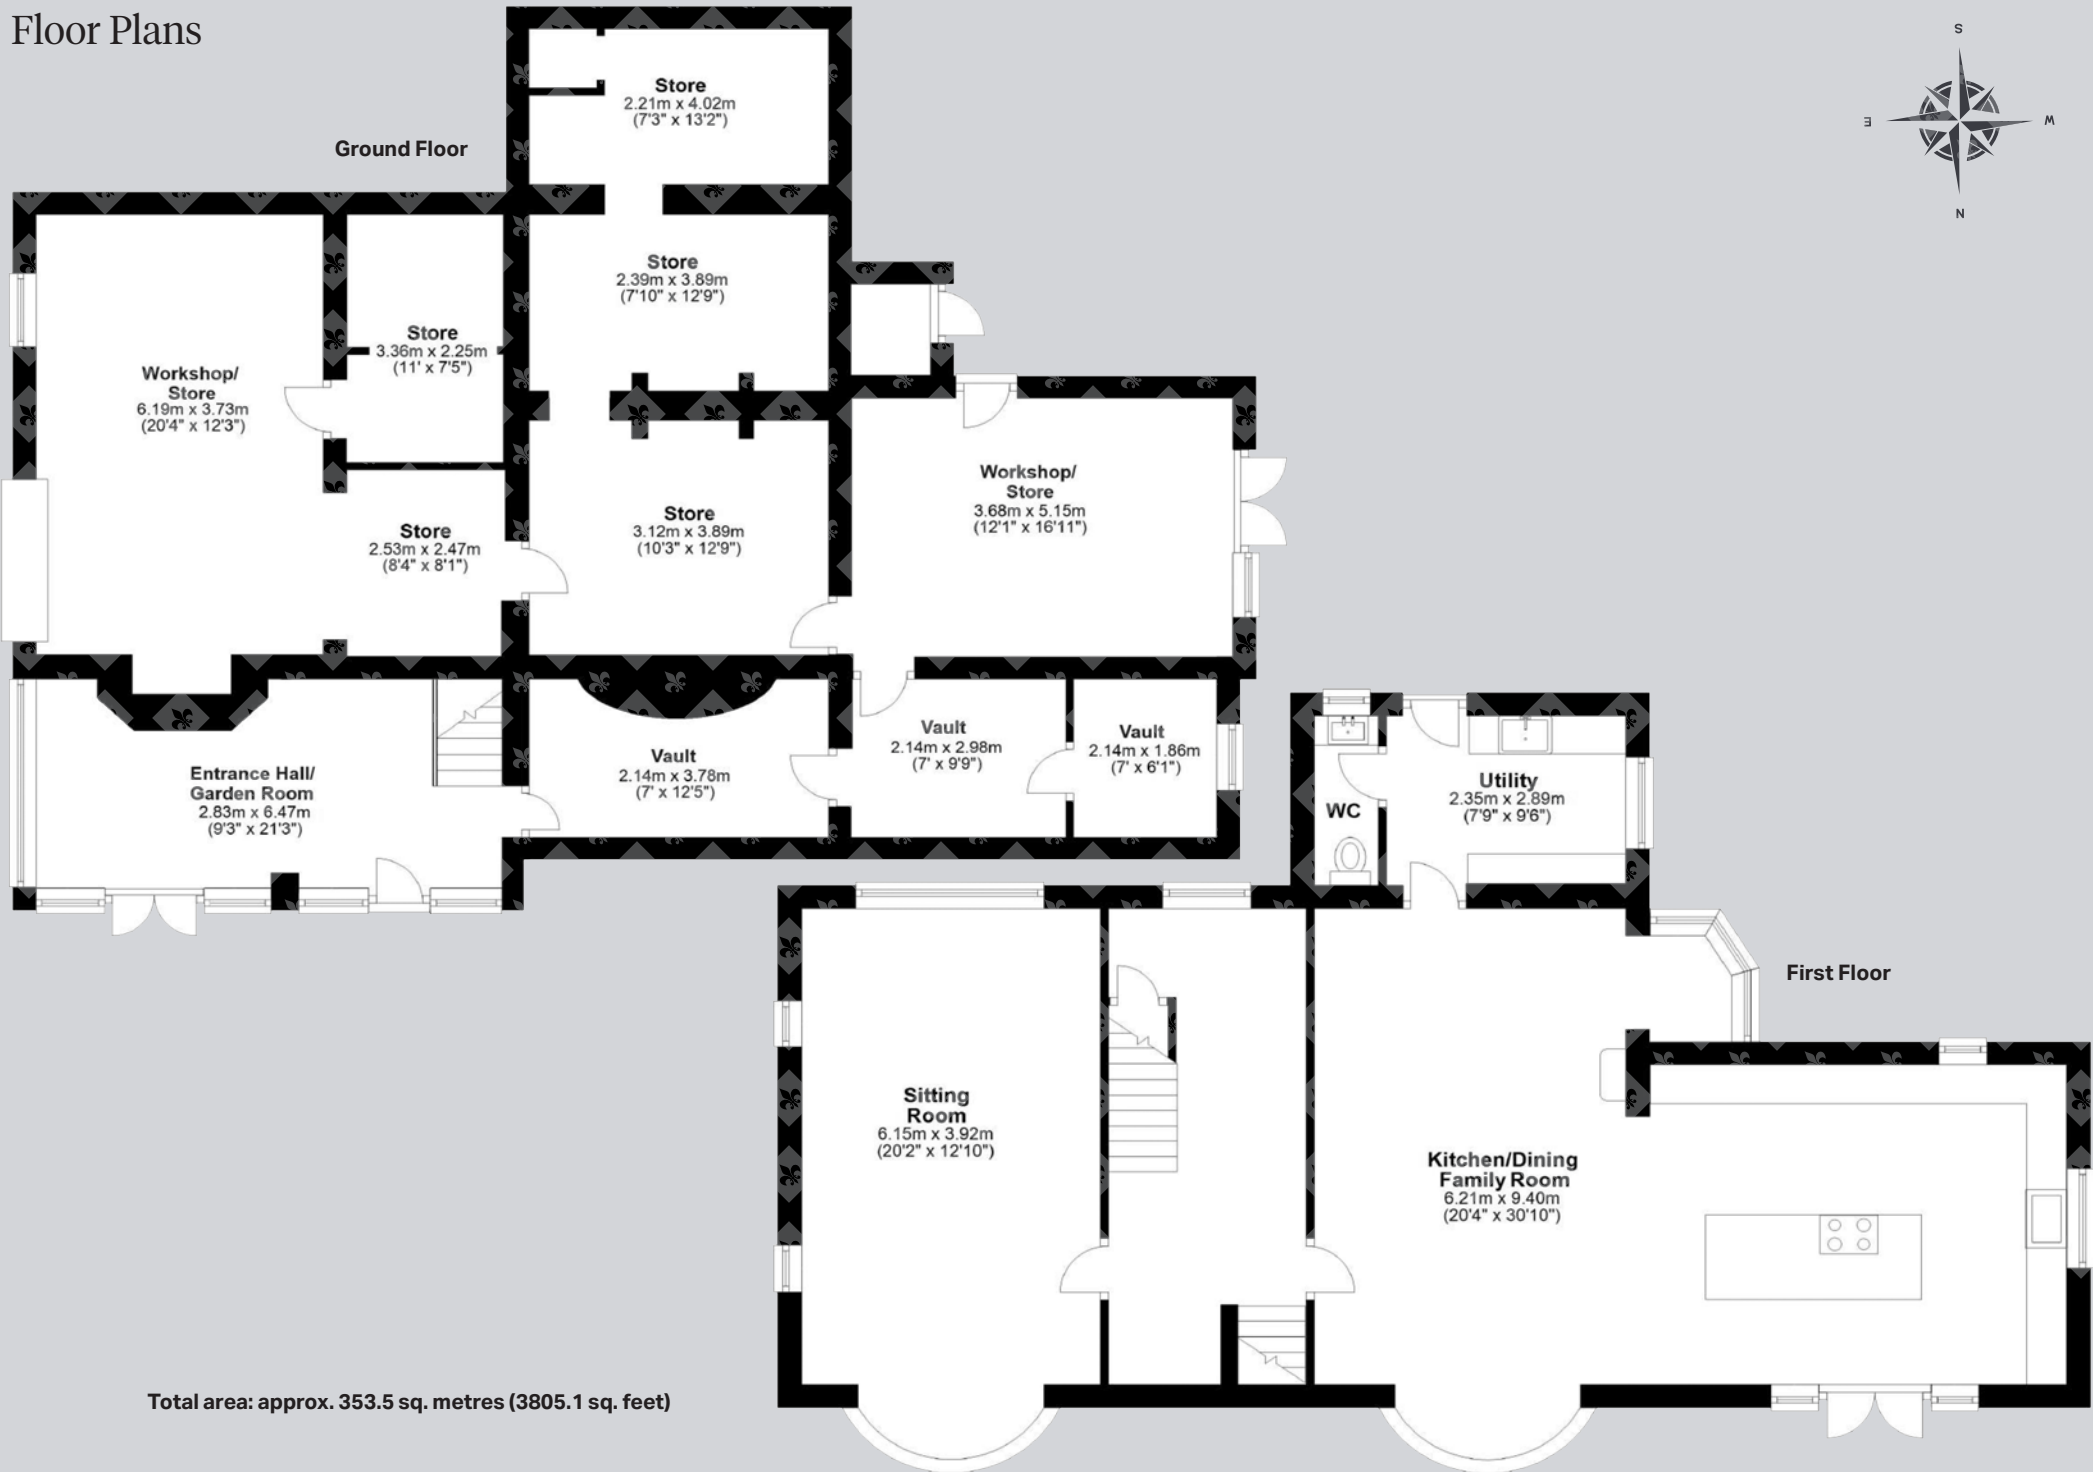 Floor Plans
S
E
W
N
Ground Floor
Store
2.21m x 4.02m
(7'3" x 13'2")
Store
2.39m x 3.89m
(7'10" x 12'9")
Store
3.36m x 2.25m
(11' x 7'5")
Workshop/
Store
6.19m x 3.73m
(20'4" x 12'3")
Store
2.53m x 2.47m
(8'4" x 8'1")
Store
3.12m x 3.89m
(10'3" x 12'9")
Workshop/
Store
3.68m x 5.15m
(12'1" x 16'11")
Entrance Hall/
Garden Room
2.83m x 6.47m
(9'3" x 21'3")
Vault
2.14m x 3.78m
(7' x 12'5")
Vault
2.14m x 2.98m
(7' x 9'9")
Vault
2.14m x 1.86m
(7' x 6'1")
WC
Utility
2.35m x 2.89m
(7'9" x 9'6")
First Floor
Sitting
Room
6.15m x 3.92m
(20'2" x 12'10")
Kitchen/Dining
Family Room
6.21m x 9.40m
(20'4" x 30'10")
Total area: approx. 353.5 sq. metres (3805.1 sq. feet)